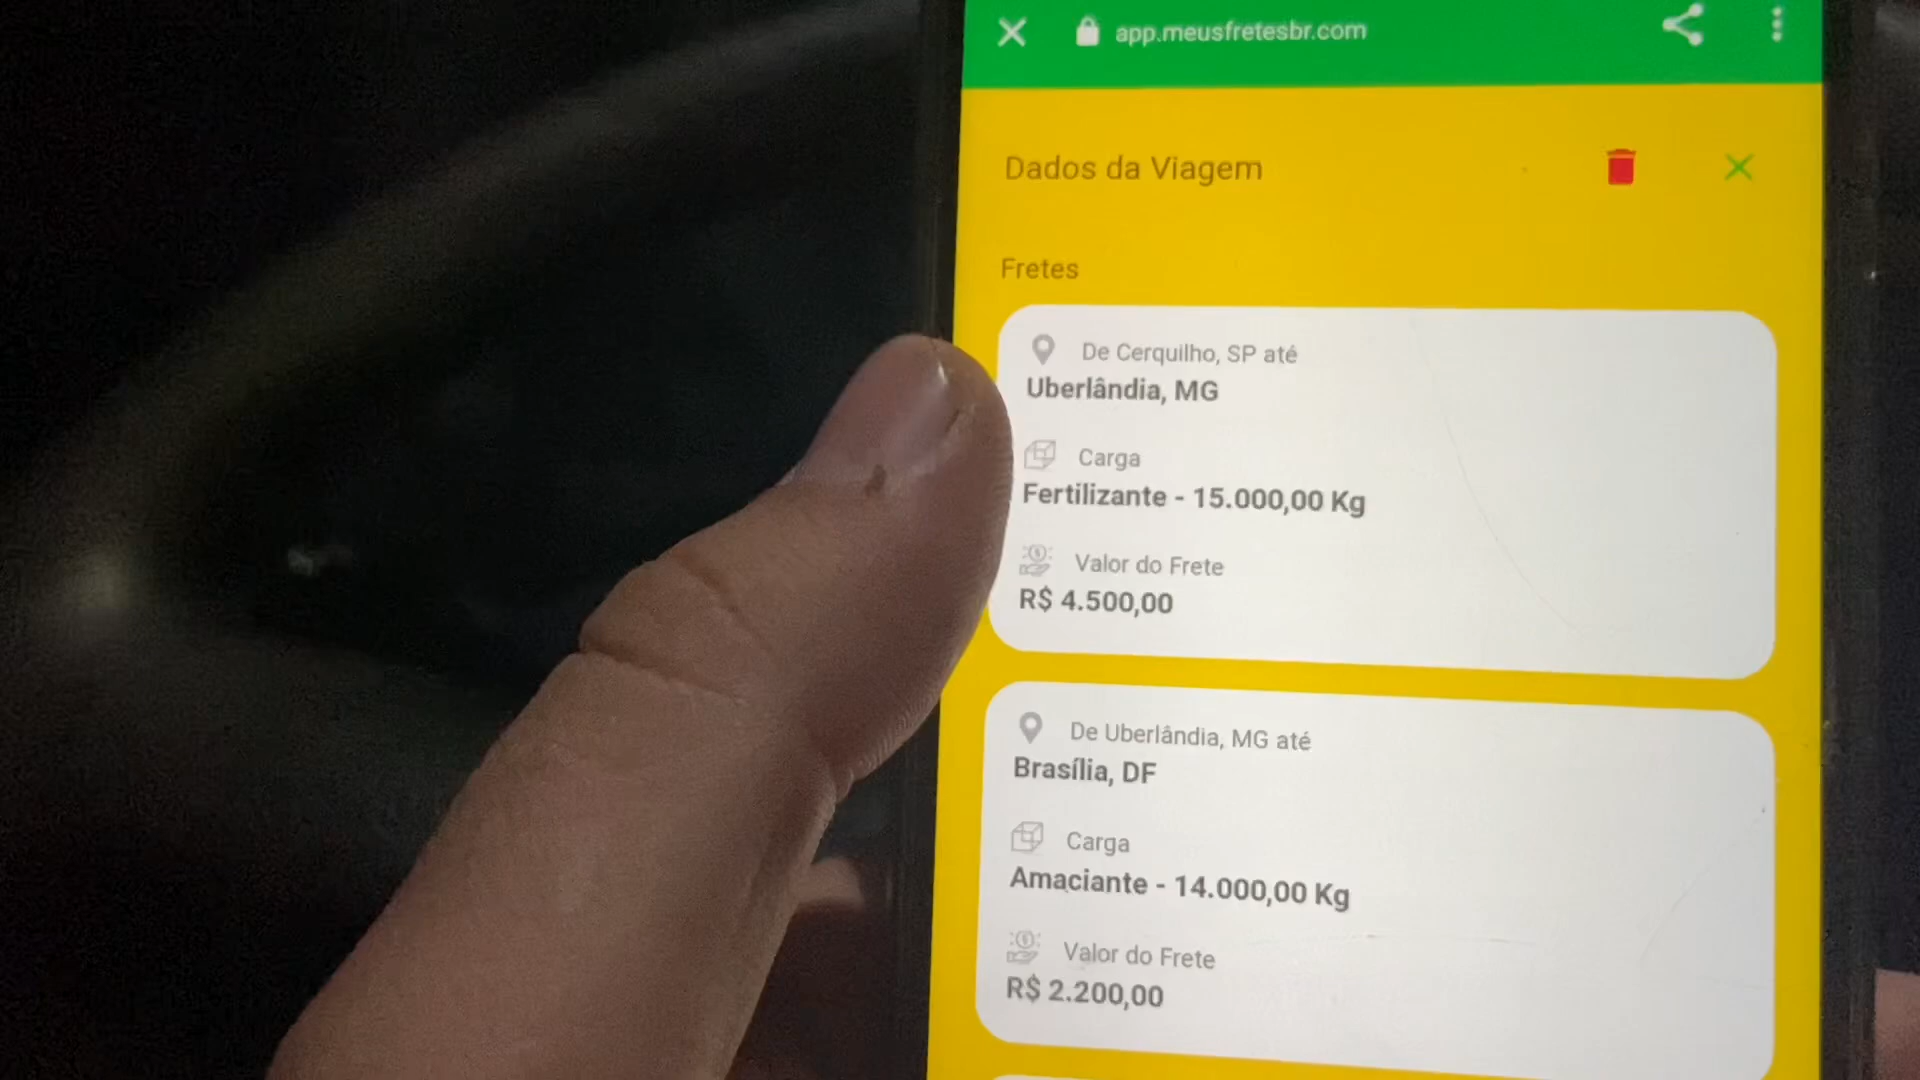 app.meusfretesbr.com
Dados da Viagem
Fretes
De Cerquilho, SP até
Uberlândia, MG
Carga
Fertilizante - 15.000,00 Kg
Valor do Frete
R$ 4.500,00
De Uberlândia, MG até
Brasília, DF
Carga
Amaciante - 14.000,00 Kg
Valor do Frete
R$ 2.200,00